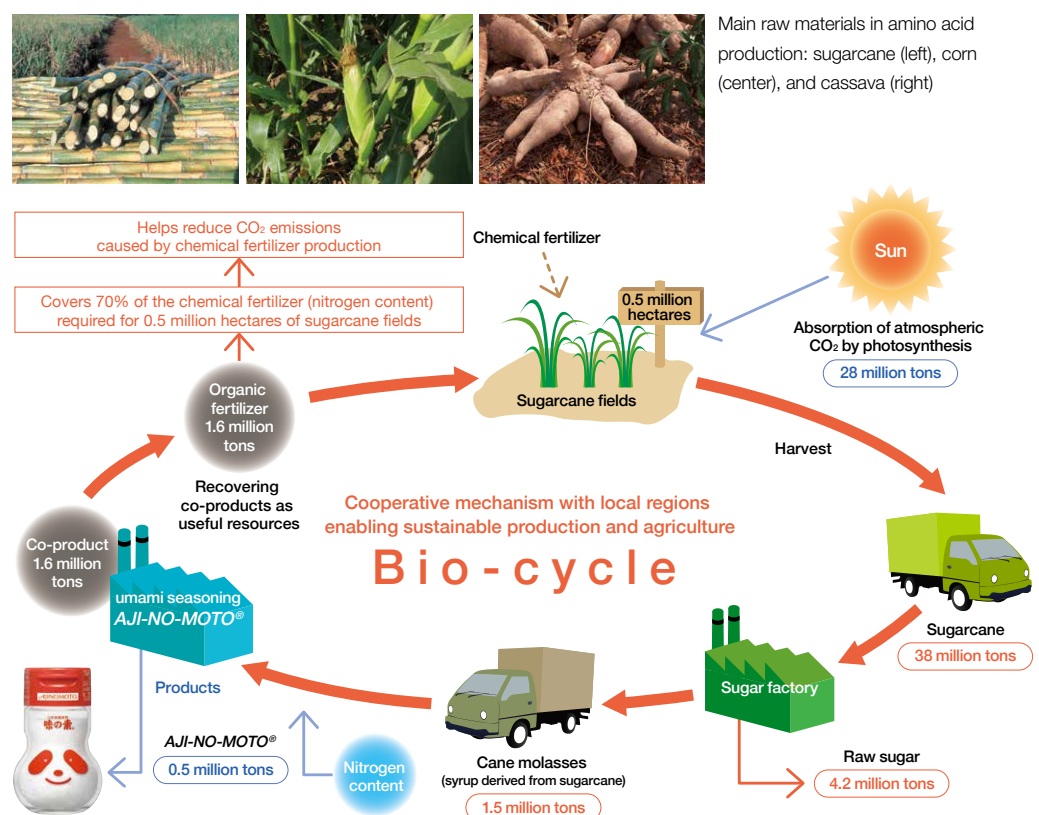 Main raw materials in amino acid
production: sugarcane (left), corn
(center), and cassava (right)
Helps reduce CO₂ emissions
caused by chemical fertilizer production
Covers 70% of the chemical fertilizer (nitrogen content)
required for 0.5 million hectares of sugarcane fields
Chemical fertilizer
0.5 million
hectares
Sugarcane fields
Sun
Absorption of atmospheric
CO₂ by photosynthesis
28 million tons
Organic
fertilizer
1.6 million
tons
Recovering
co-products as
useful resources
Harvest
Cooperative mechanism with local regions
enabling sustainable production and agriculture
Bio-cycle
Co-product
1.6 million
tons
umami seasoning
AJI-NO-MOTO®
Sugarcane
38 million tons
Sugar factory
Raw sugar
4.2 million tons
Cane molasses
(syrup derived from sugarcane)
1.5 million tons
Nitrogen
content
Products
AJI-NO-MOTO®
0.5 million tons
AJINOMOTO
味の素